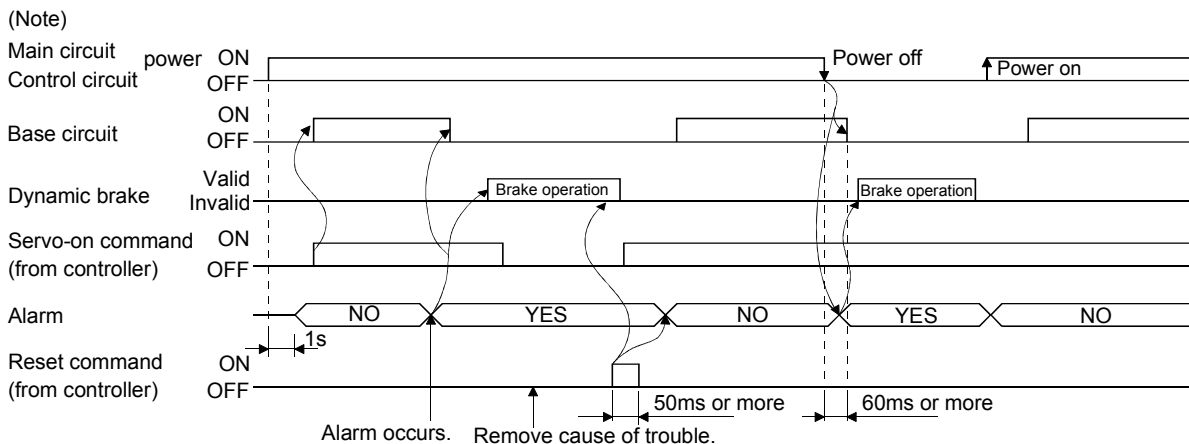 (Note)
Main circuit
Control circuit
power
ON
OFF
Power off
Power on
Base circuit
ON
OFF
Dynamic brake
Valid
Invalid
Brake operation
Brake operation
Servo-on command
(from controller)
ON
OFF
Alarm
NO
YES
NO
YES
NO
1s
Reset command
(from controller)
ON
OFF
50ms or more
60ms or more
Alarm occurs.
Remove cause of trouble.